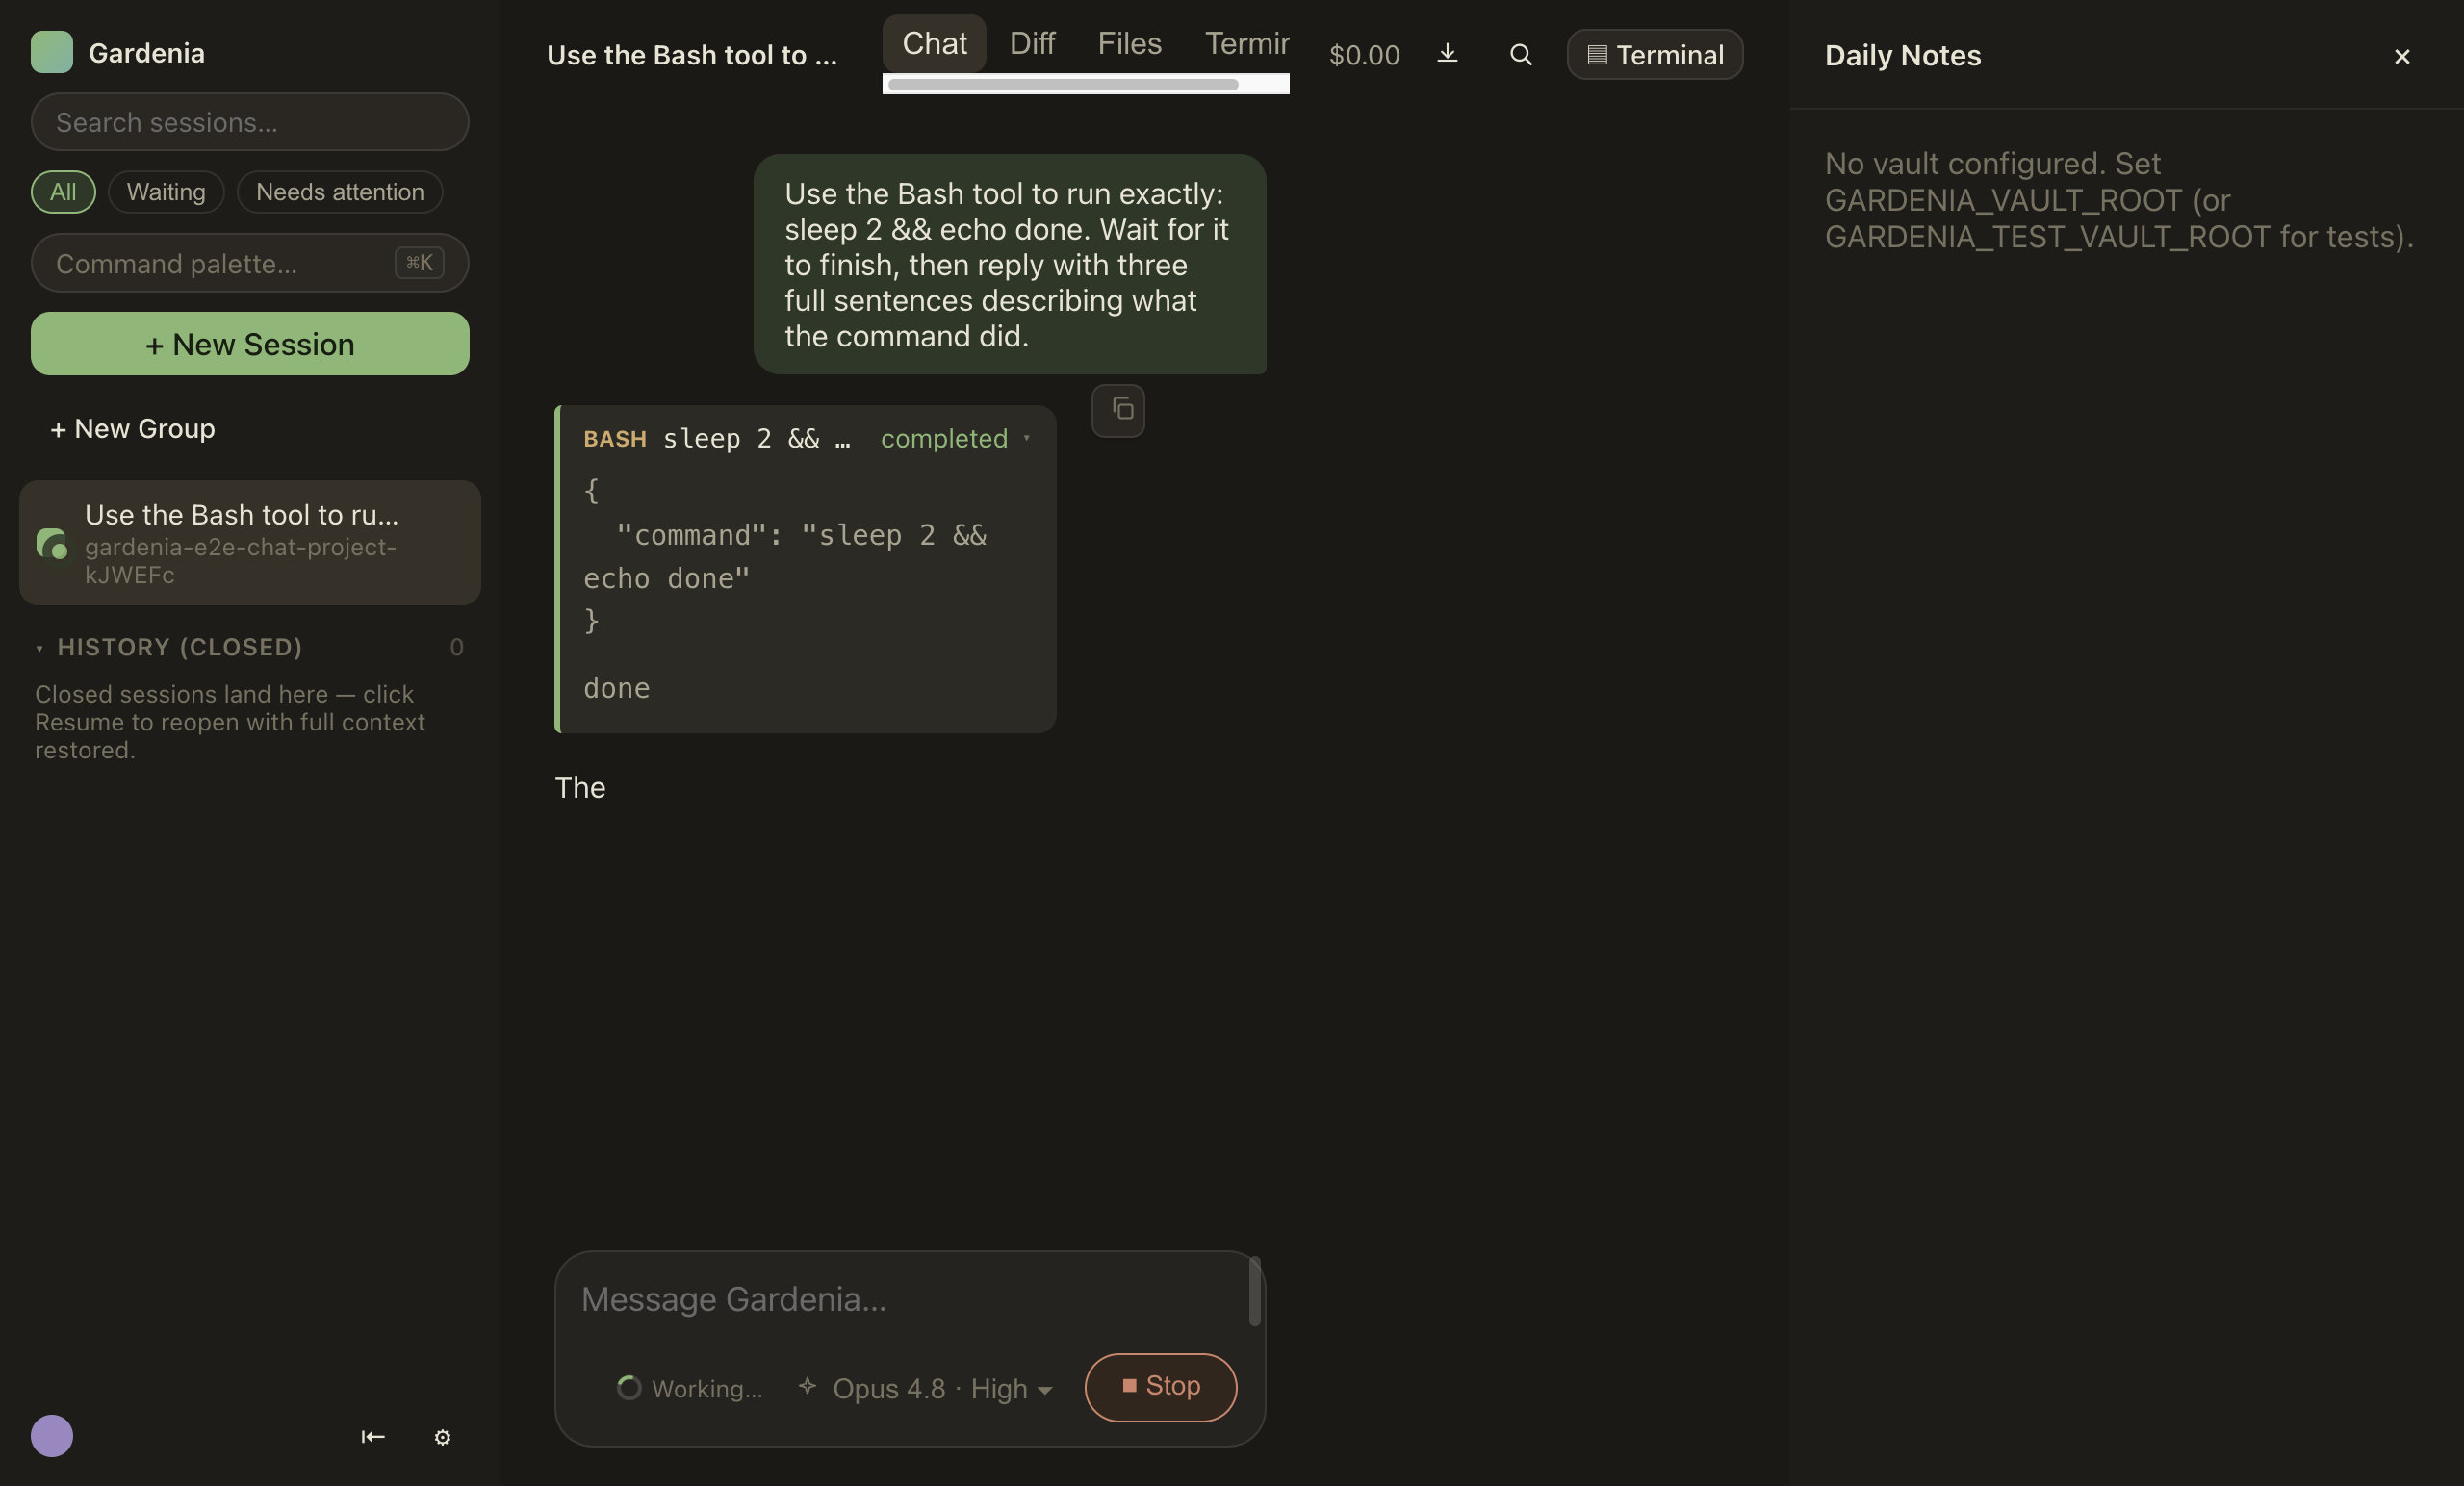 Gardenia
Search sessions...
All
Waiting
Needs attention
Command palette...
⌘K
+ New Session
+ New Group
Use the Bash tool to ru...
gardenia-e2e-chat-project-
kJWEFc
HISTORY (CLOSED)
0
Closed sessions land here — click
Resume to reopen with full context
restored.
Use the Bash tool to ...
Chat
Diff
Files
Termin
$0.00
Terminal
Use the Bash tool to run exactly:
sleep 2 && echo done. Wait for it
to finish, then reply with three
full sentences describing what
the command did.
BASH sleep 2 && … completed
{
"command": "sleep 2 &&
echo done"
}
done
The
Message Gardenia...
Working...
Opus 4.8 · High
Stop
Daily Notes
No vault configured. Set
GARDENIA_VAULT_ROOT (or
GARDENIA_TEST_VAULT_ROOT for tests).